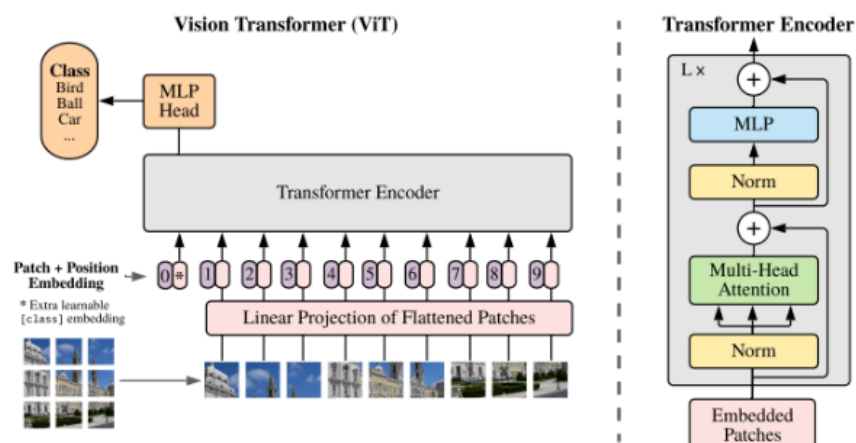 Vision Transformer (ViT)
Class
Bird
Ball
Car
...
MLP
Head
Transformer Encoder
Patch + Position
Embedding
0 * 1 2 3 4 5 6 7 8 9
* Extra learnable
[class] embedding
Linear Projection of Flattened Patches
Transformer Encoder
L ×
+
MLP
Norm
+
Multi-Head
Attention
Norm
Embedded
Patches